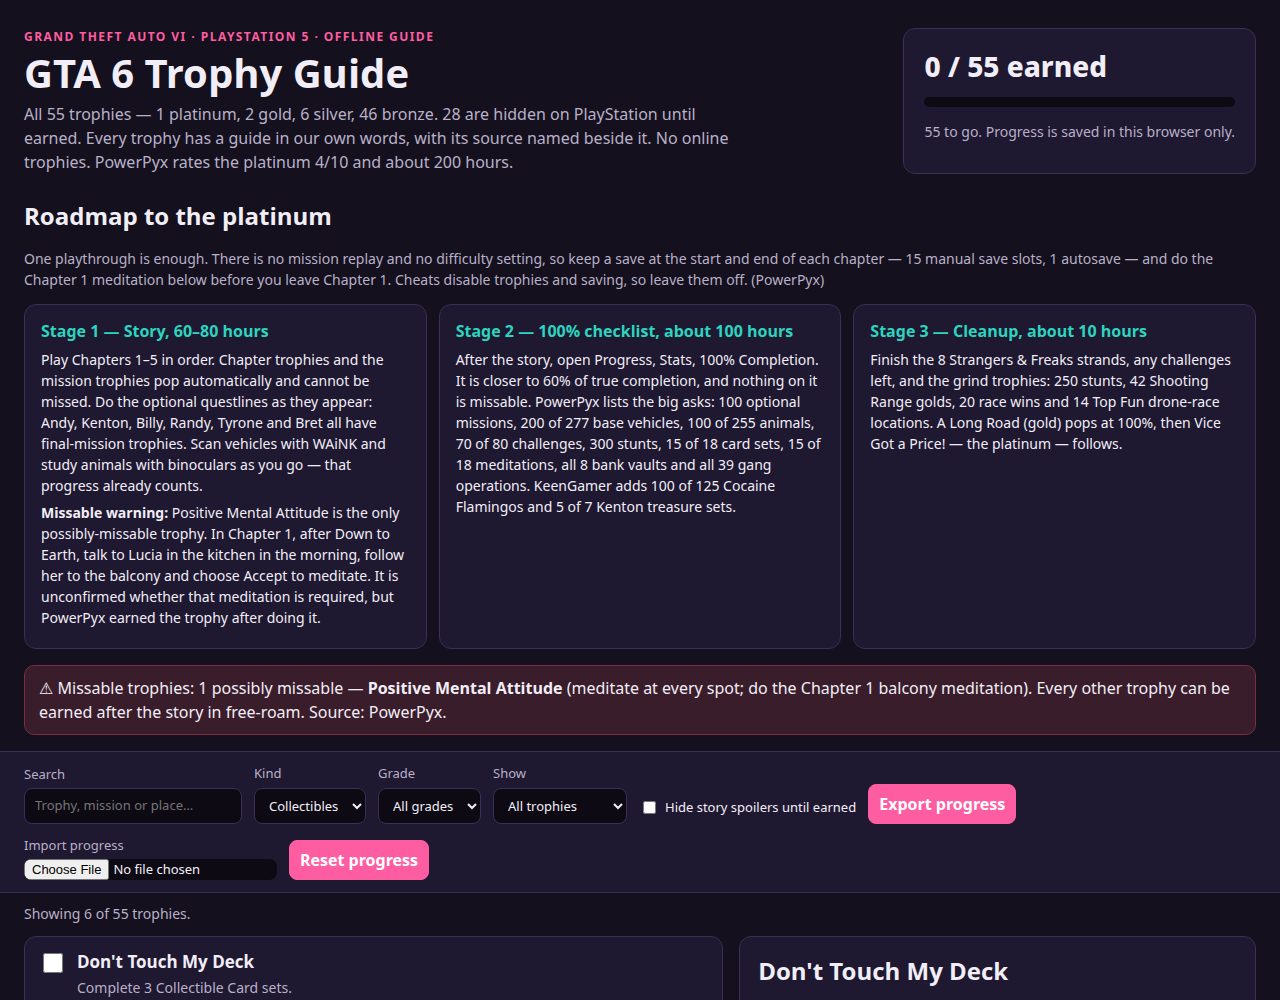 GRAND THEFT AUTO VI · PLAYSTATION 5 · OFFLINE GUIDE
GTA 6 Trophy Guide
All 55 trophies — 1 platinum, 2 gold, 6 silver, 46 bronze. 28 are hidden on PlayStation until
earned. Every trophy has a guide in our own words, with its source named beside it. No online
trophies. PowerPyx rates the platinum 4/10 and about 200 hours.
0 / 55 earned
55 to go. Progress is saved in this browser only.
Roadmap to the platinum
One playthrough is enough. There is no mission replay and no difficulty setting, so keep a save at the start and end of each chapter — 15 manual save slots, 1 autosave — and do the
Chapter 1 meditation below before you leave Chapter 1. Cheats disable trophies and saving, so leave them off. (PowerPyx)
Stage 1 — Story, 60–80 hours
Play Chapters 1–5 in order. Chapter trophies and the
mission trophies pop automatically and cannot be
missed. Do the optional questlines as they appear:
Andy, Kenton, Billy, Randy, Tyrone and Bret all have
final-mission trophies. Scan vehicles with WAiNK and
study animals with binoculars as you go — that
progress already counts.
Missable warning: Positive Mental Attitude is the only
possibly-missable trophy. In Chapter 1, after Down to
Earth, talk to Lucia in the kitchen in the morning, follow
her to the balcony and choose Accept to meditate. It is
unconfirmed whether that meditation is required, but
PowerPyx earned the trophy after doing it.
Stage 2 — 100% checklist, about 100 hours
After the story, open Progress, Stats, 100% Completion.
It is closer to 60% of true completion, and nothing on it
is missable. PowerPyx lists the big asks: 100 optional
missions, 200 of 277 base vehicles, 100 of 255 animals,
70 of 80 challenges, 300 stunts, 15 of 18 card sets, 15 of
18 meditations, all 8 bank vaults and all 39 gang
operations. KeenGamer adds 100 of 125 Cocaine
Flamingos and 5 of 7 Kenton treasure sets.
Stage 3 — Cleanup, about 10 hours
Finish the 8 Strangers & Freaks strands, any challenges
left, and the grind trophies: 250 stunts, 42 Shooting
Range golds, 20 race wins and 14 Top Fun drone-race
locations. A Long Road (gold) pops at 100%, then Vice
Got a Price! — the platinum — follows.
⚠ Missable trophies: 1 possibly missable — Positive Mental Attitude (meditate at every spot; do the Chapter 1 balcony meditation). Every other trophy can be
earned after the story in free-roam. Source: PowerPyx.
Search
Kind
Grade
Show
Trophy, mission or place…
Collectibles
All grades
All trophies
Hide story spoilers until earned
Export progress
Import progress
Choose File No file chosen
Reset progress
Showing 6 of 55 trophies.
Don't Touch My Deck
Complete 3 Collectible Card sets.
Don't Touch My Deck